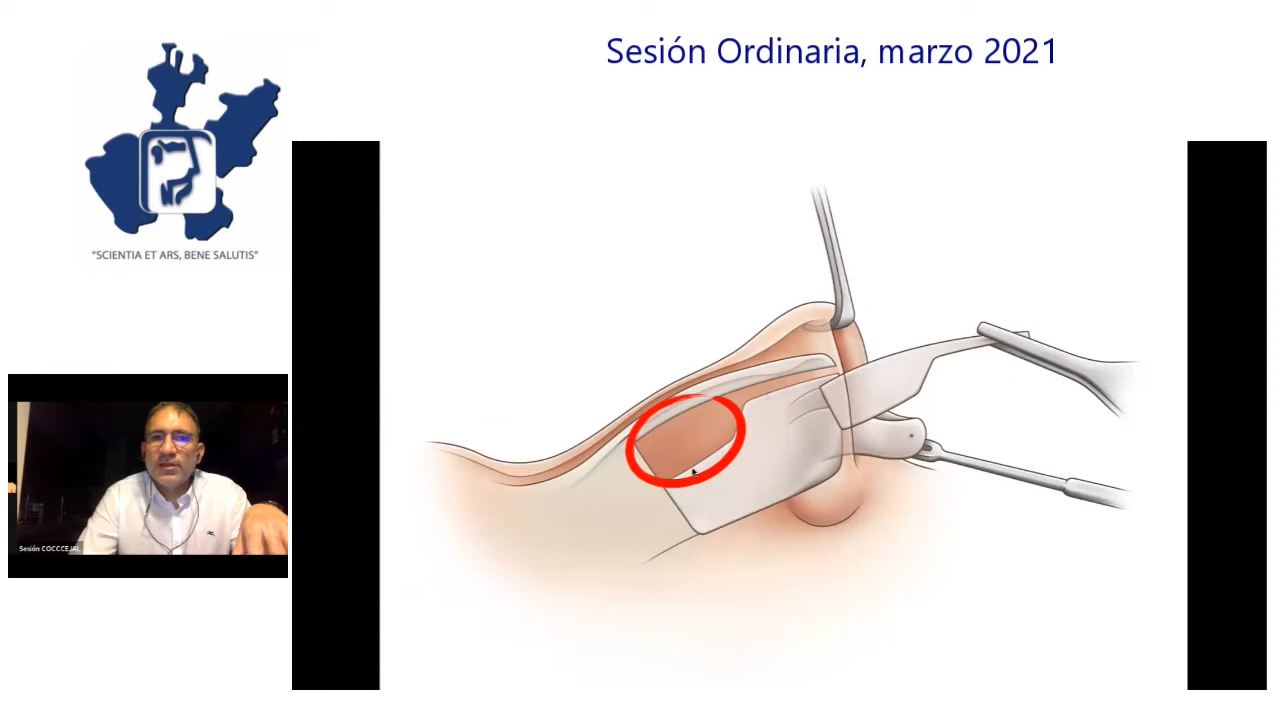 Sesión Ordinaria, marzo 2021
“SCIENTIA ET ARS, BENE SALUTIS”
Sesión COCCCEJAL